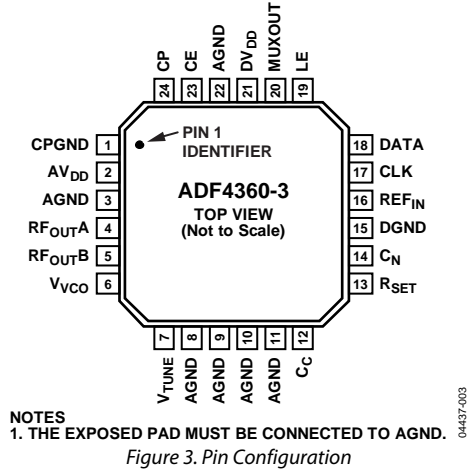 CP
CE
AGND
DVDD
MUXOUT
LE
24
23
22
21
20
19
CPGND 1
AVDD 2
AGND 3
RFOUTA 4
RFOUTB 5
VVCO 6
PIN 1
IDENTIFIER
ADF4360-3
TOP VIEW
(Not to Scale)
18 DATA
17 CLK
16 REFIN
15 DGND
14 CN
13 RSET
7
8
9
10
11
12
VTUNE
AGND
AGND
AGND
AGND
CC
NOTES
1. THE EXPOSED PAD MUST BE CONNECTED TO AGND.
04437-003
Figure 3. Pin Configuration